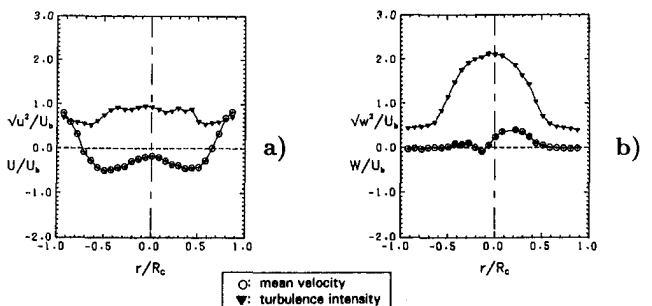 3.0
2.0
1.0
√u²/U_b
0.0
U/U_b
-1.0
-2.0
-1.0 -0.5 0.0 0.5 1.0
r/R_c
a)
3.0
2.0
1.0
√w²/U_b
0.0
W/U_b
-1.0
-2.0
-1.0 -0.5 0.0 0.5 1.0
r/R_c
b)
○: mean velocity
▼: turbulence intensity